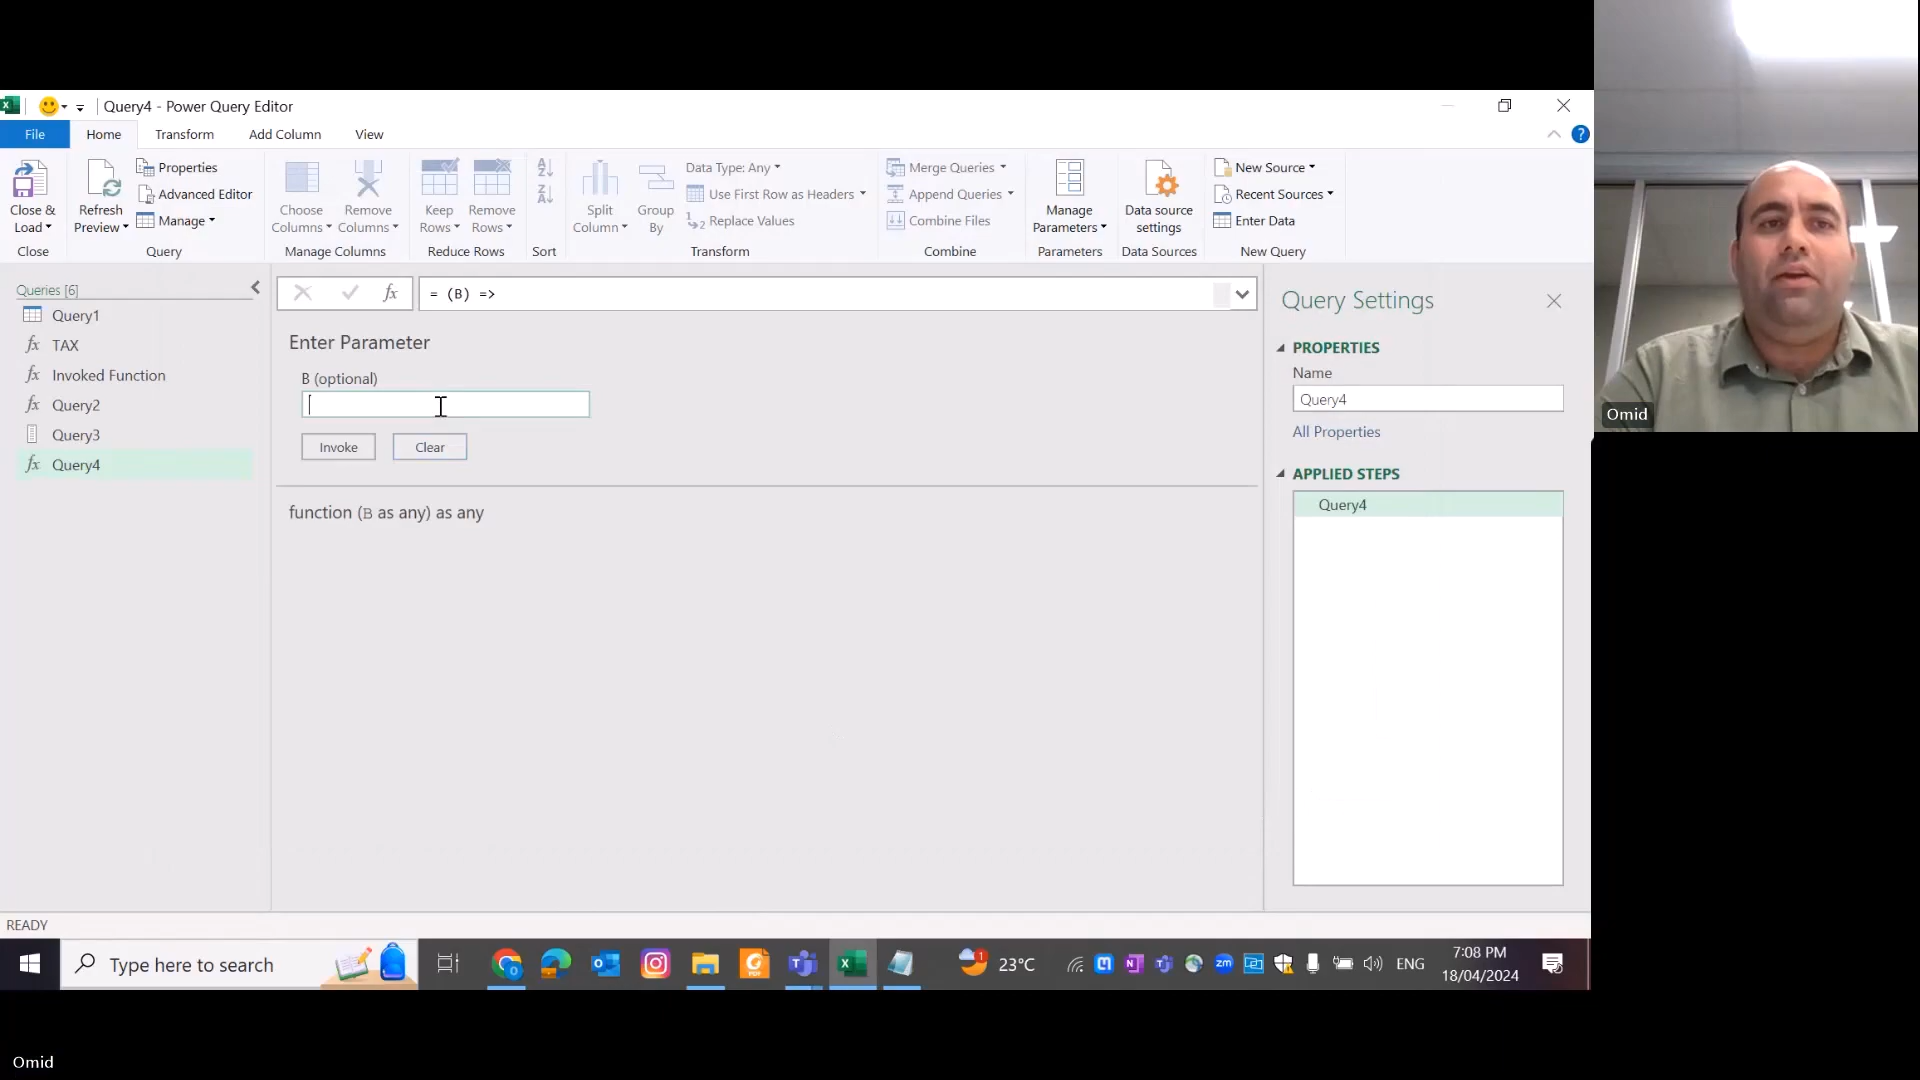 Query4 - Power Query Editor
File Home Transform Add Column View
Close & Load
Close
Refresh Preview
Properties
Advanced Editor
Manage
Query
Choose Columns
Remove Columns
Manage Columns
Keep Rows
Remove Rows
Reduce Rows
Sort
Split Column
Group By
Data Type: Any
Use First Row as Headers
Replace Values
Transform
Merge Queries
Append Queries
Combine Files
Combine
Manage Parameters
Parameters
Data source settings
Data Sources
New Source
Recent Sources
Enter Data
New Query
Queries [6]
Query1
TAX
Invoked Function
Query2
Query3
Query4
= (B) =>
Enter Parameter
B (optional)
Invoke Clear
function (B as any) as any
Query Settings
PROPERTIES
Name
Query4
All Properties
APPLIED STEPS
Query4
READY
Type here to search
23°C
ENG
7:08 PM
18/04/2024
Omid
Omid